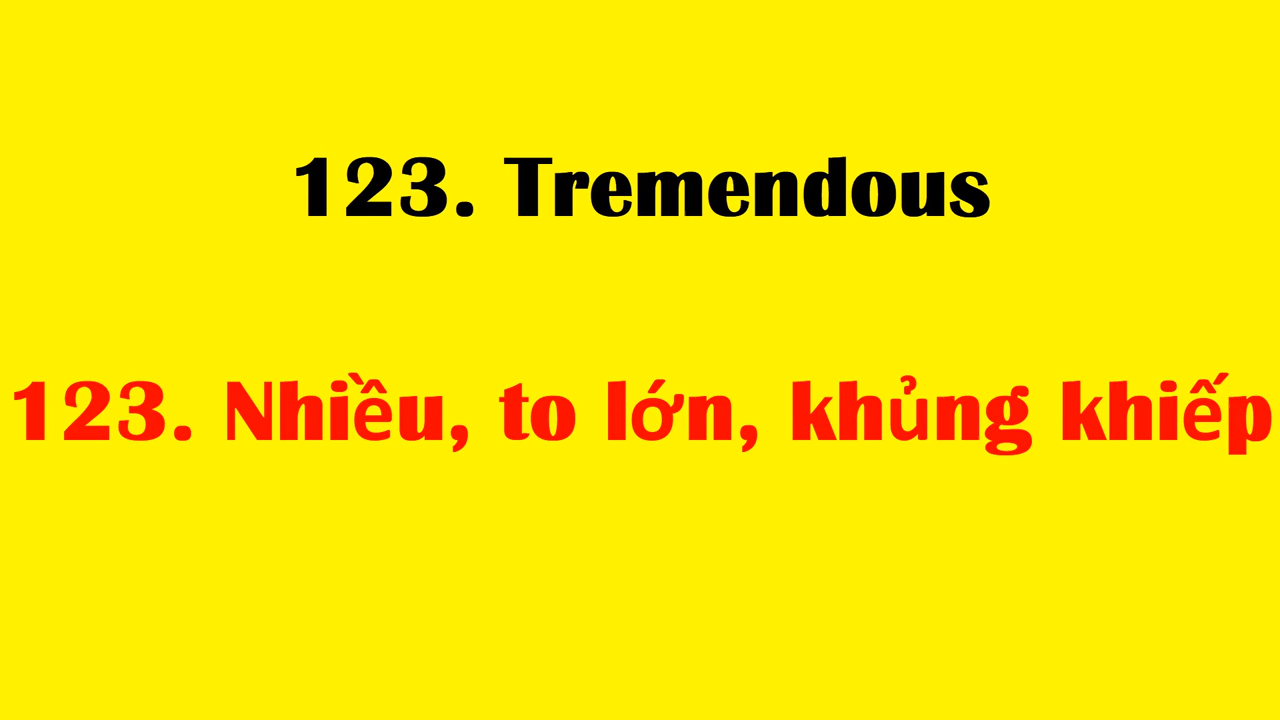 123. Tremendous
123. Nhiều, to lớn, khủng khiếp